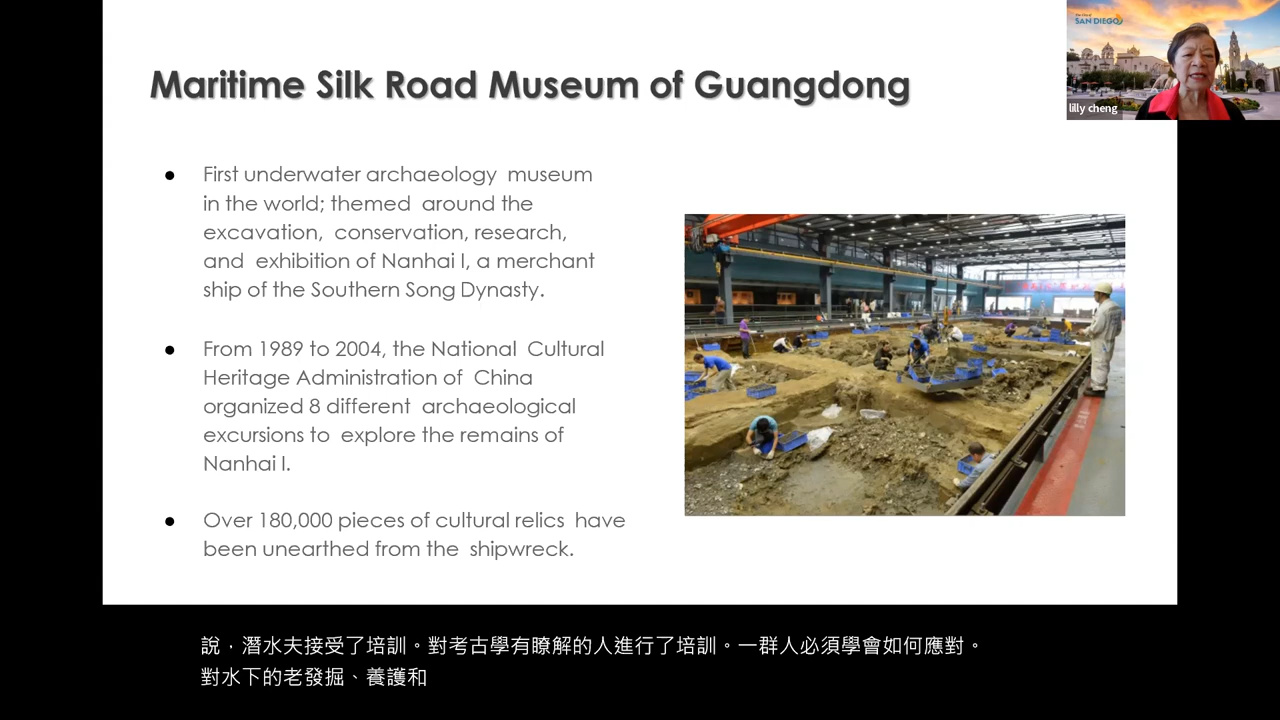 The City of
SAN DIEGO
lilly cheng
Maritime Silk Road Museum of Guangdong
● First underwater archaeology museum
in the world; themed around the
excavation, conservation, research,
and exhibition of Nanhai I, a merchant
ship of the Southern Song Dynasty.
● From 1989 to 2004, the National Cultural
Heritage Administration of China
organized 8 different archaeological
excursions to explore the remains of
Nanhai I.
● Over 180,000 pieces of cultural relics have
been unearthed from the shipwreck.
說，潛水夫接受了培訓。對考古學有瞭解的人進行了培訓。一群人必須學會如何應對。
對水下的老發掘、養護和